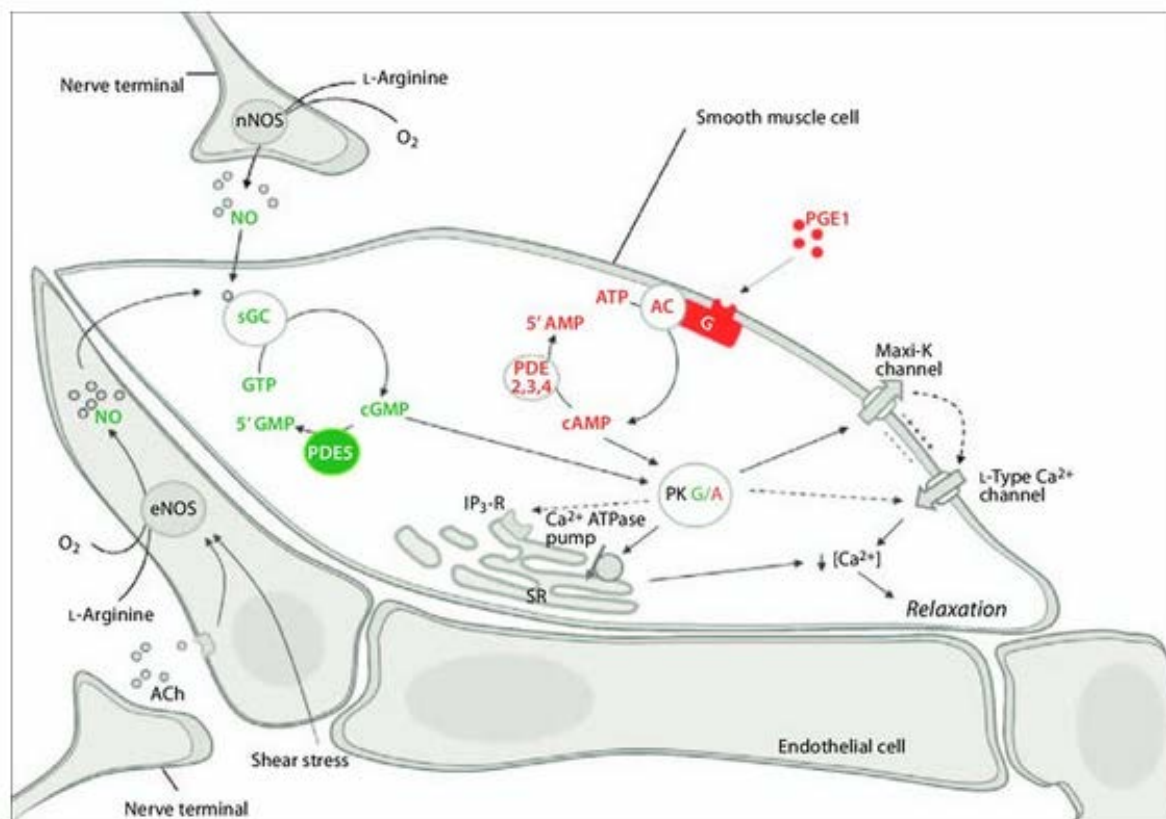 Nerve terminal
L-Arginine
nNOS
O₂
Smooth muscle cell
NO
PGE1
sGC
ATP
AC
G
5' AMP
PDE
2,3,4
Maxi-K
channel
GTP
cGMP
cAMP
5' GMP
PDE5
NO
PK G/A
L-Type Ca²⁺
channel
IP₃-R
Ca²⁺ ATPase
pump
eNOS
O₂
↓ [Ca²⁺]
SR
L-Arginine
Relaxation
ACh
Shear stress
Endothelial cell
Nerve terminal